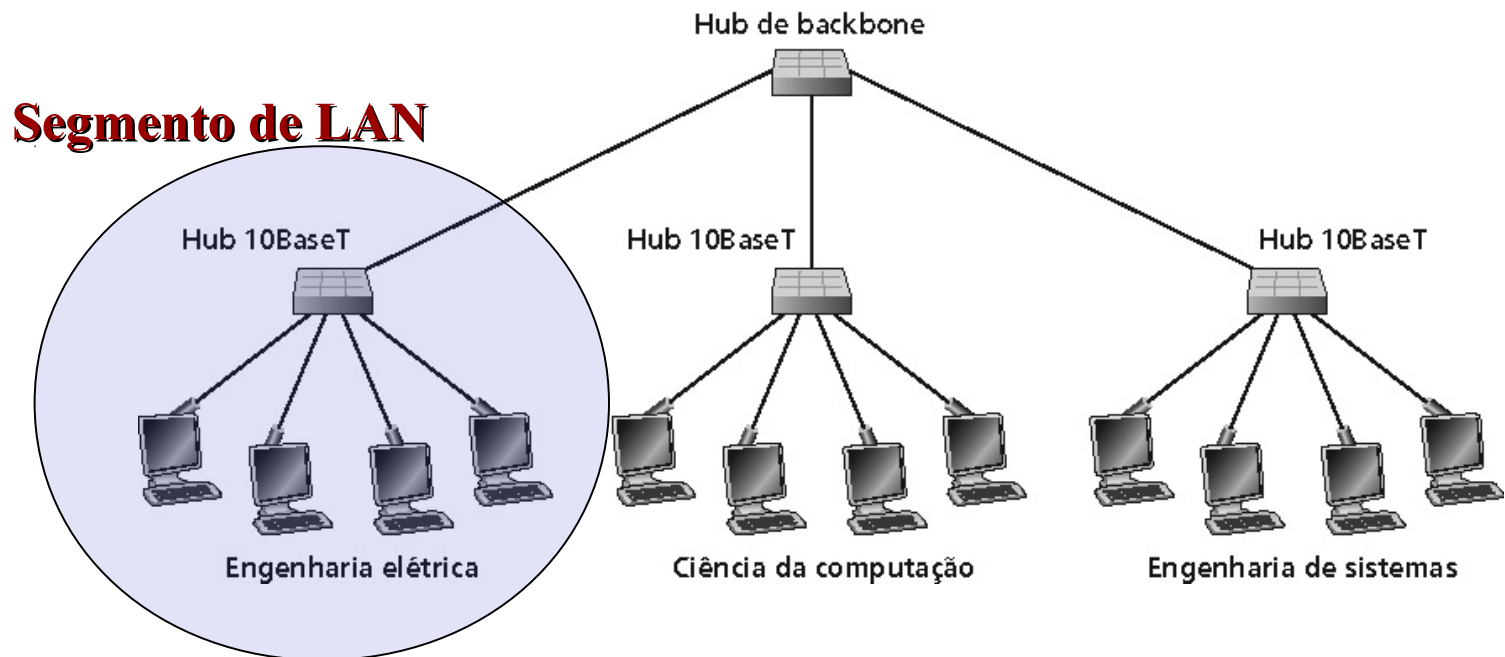 Hub de backbone
Segmento de LAN
Hub 10BaseT
Hub 10BaseT
Hub 10BaseT
Engenharia elétrica
Ciência da computação
Engenharia de sistemas